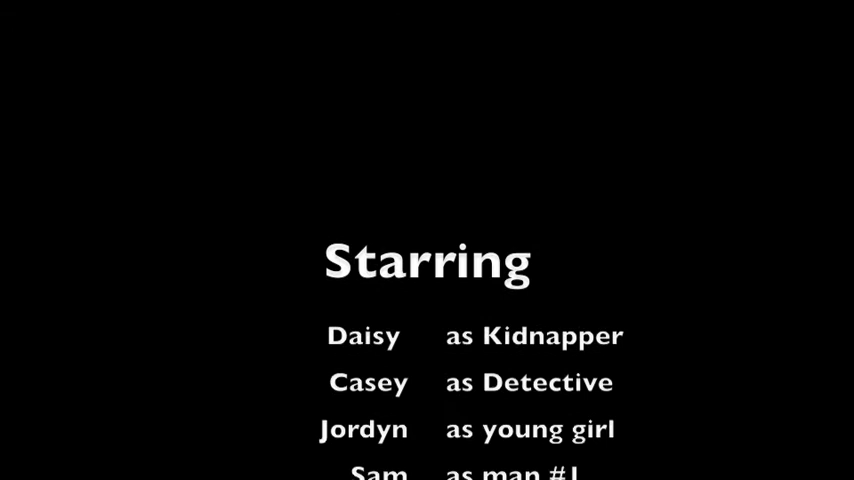 Starring
Daisy as Kidnapper
Casey as Detective
Jordyn as young girl
Sam as man #1